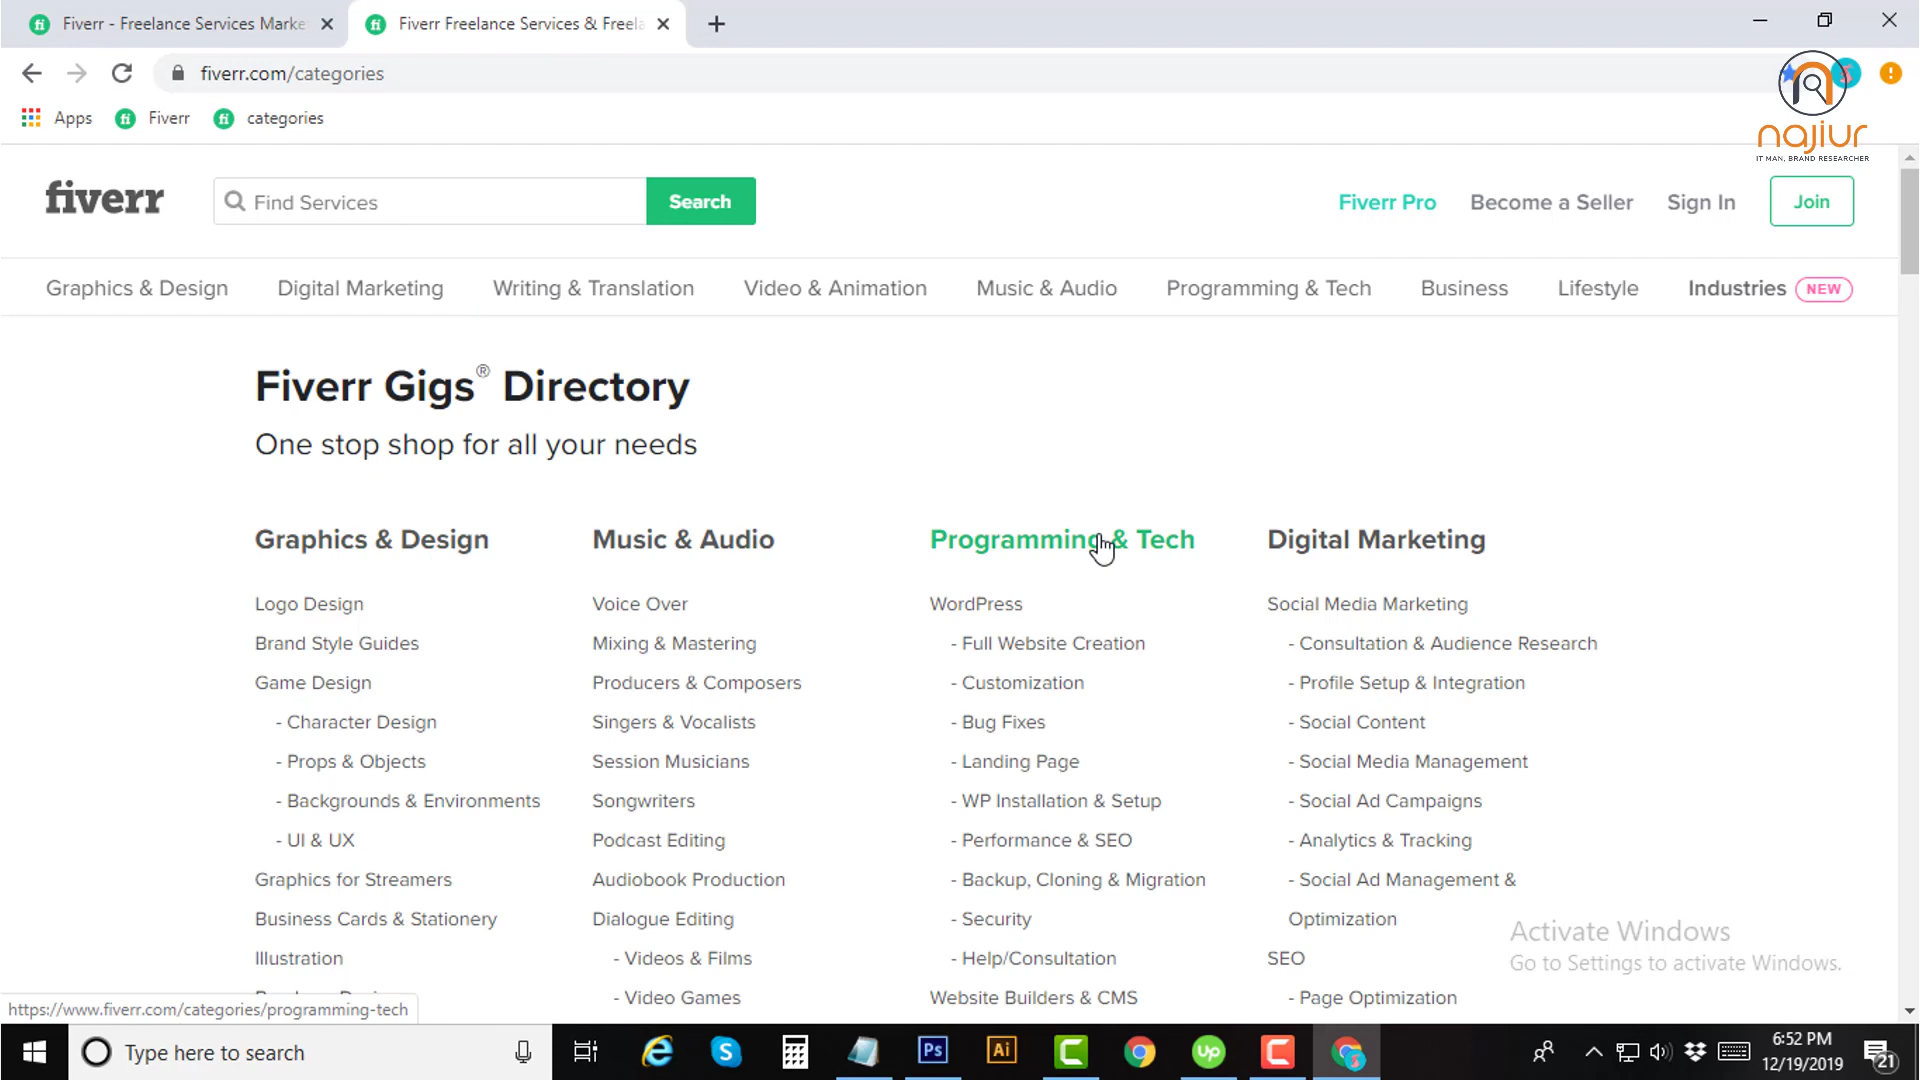 Fiverr - Freelance Services Marke
Fiverr Freelance Services & Freela
fiverr.com/categories
Apps
Fiverr
categories
najiur
IT MAN, BRAND RESEARCHER
fiverr
Find Services
Search
Fiverr Pro
Become a Seller
Sign In
Join
Graphics & Design
Digital Marketing
Writing & Translation
Video & Animation
Music & Audio
Programming & Tech
Business
Lifestyle
Industries NEW
Fiverr Gigs® Directory
One stop shop for all your needs
Graphics & Design
Logo Design
Brand Style Guides
Game Design
- Character Design
- Props & Objects
- Backgrounds & Environments
- UI & UX
Graphics for Streamers
Business Cards & Stationery
Illustration
Music & Audio
Voice Over
Mixing & Mastering
Producers & Composers
Singers & Vocalists
Session Musicians
Songwriters
Podcast Editing
Audiobook Production
Dialogue Editing
- Videos & Films
- Video Games
Programming & Tech
WordPress
- Full Website Creation
- Customization
- Bug Fixes
- Landing Page
- WP Installation & Setup
- Performance & SEO
- Backup, Cloning & Migration
- Security
- Help/Consultation
Website Builders & CMS
Digital Marketing
Social Media Marketing
- Consultation & Audience Research
- Profile Setup & Integration
- Social Content
- Social Media Management
- Social Ad Campaigns
- Analytics & Tracking
- Social Ad Management &
Optimization
SEO
- Page Optimization
Activate Windows
Go to Settings to activate Windows.
https://www.fiverr.com/categories/programming-tech
Type here to search
Ps
Ai
up
6:52 PM
12/19/2019
21